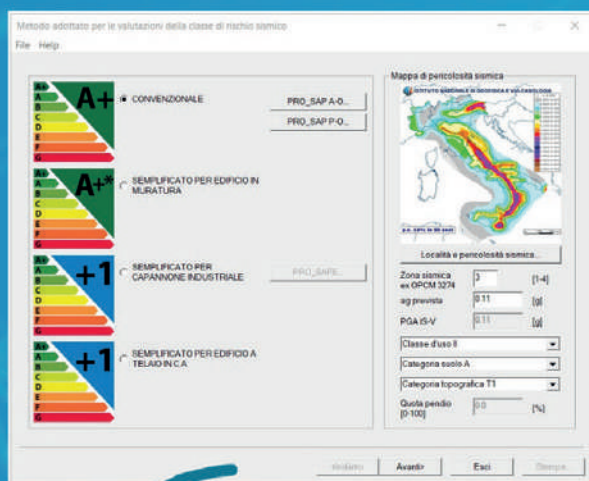 Metodo adottato per le valutazioni della classe di rischio sismico
File Help
A+
A
B
C
D
E
F
G
A+
CONVENZIONALE
PRO_SAP A-O...
PRO_SAP P-O...
A+
A
B
C
D
E
F
G
A+*
SEMPLIFICATO PER EDIFICIO IN
MURATURA
A+
A
B
C
D
E
F
G
+1
SEMPLIFICATO PER
CAPANNONE INDUSTRIALE
PRO_SAFE...
A+
A
B
C
D
E
F
G
+1
SEMPLIFICATO PER EDIFICIO A
TELAIO IN C.A.
Mappa di pericolosità sismica
ISTITUTO NAZIONALE DI GEOFISICA E VULCANOLOGIA
Località e pericolosità sismica...
Zona sismica
ex OPCM 3274
3
[1-4]
ag prevista
0.11
[g]
PGA IS-V
0.11
[g]
Classe d'uso II
Categoria suolo A
Categoria topografica T1
Quota pendio
[0-100]
0.0
[%]
<Indietro
Avanti>
Esci
Stampa...